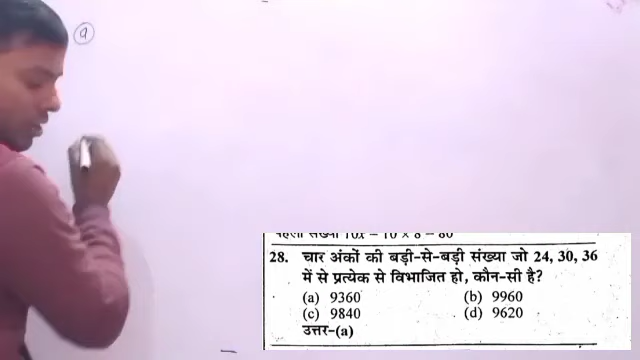 a
पहली संख्या 10x = 10 × 8 = 80
28. चार अंकों की बड़ी-से-बड़ी संख्या जो 24, 30, 36
में से प्रत्येक से विभाजित हो, कौन-सी है?
(a) 9360 (b) 9960
(c) 9840 (d) 9620
उत्तर-(a)